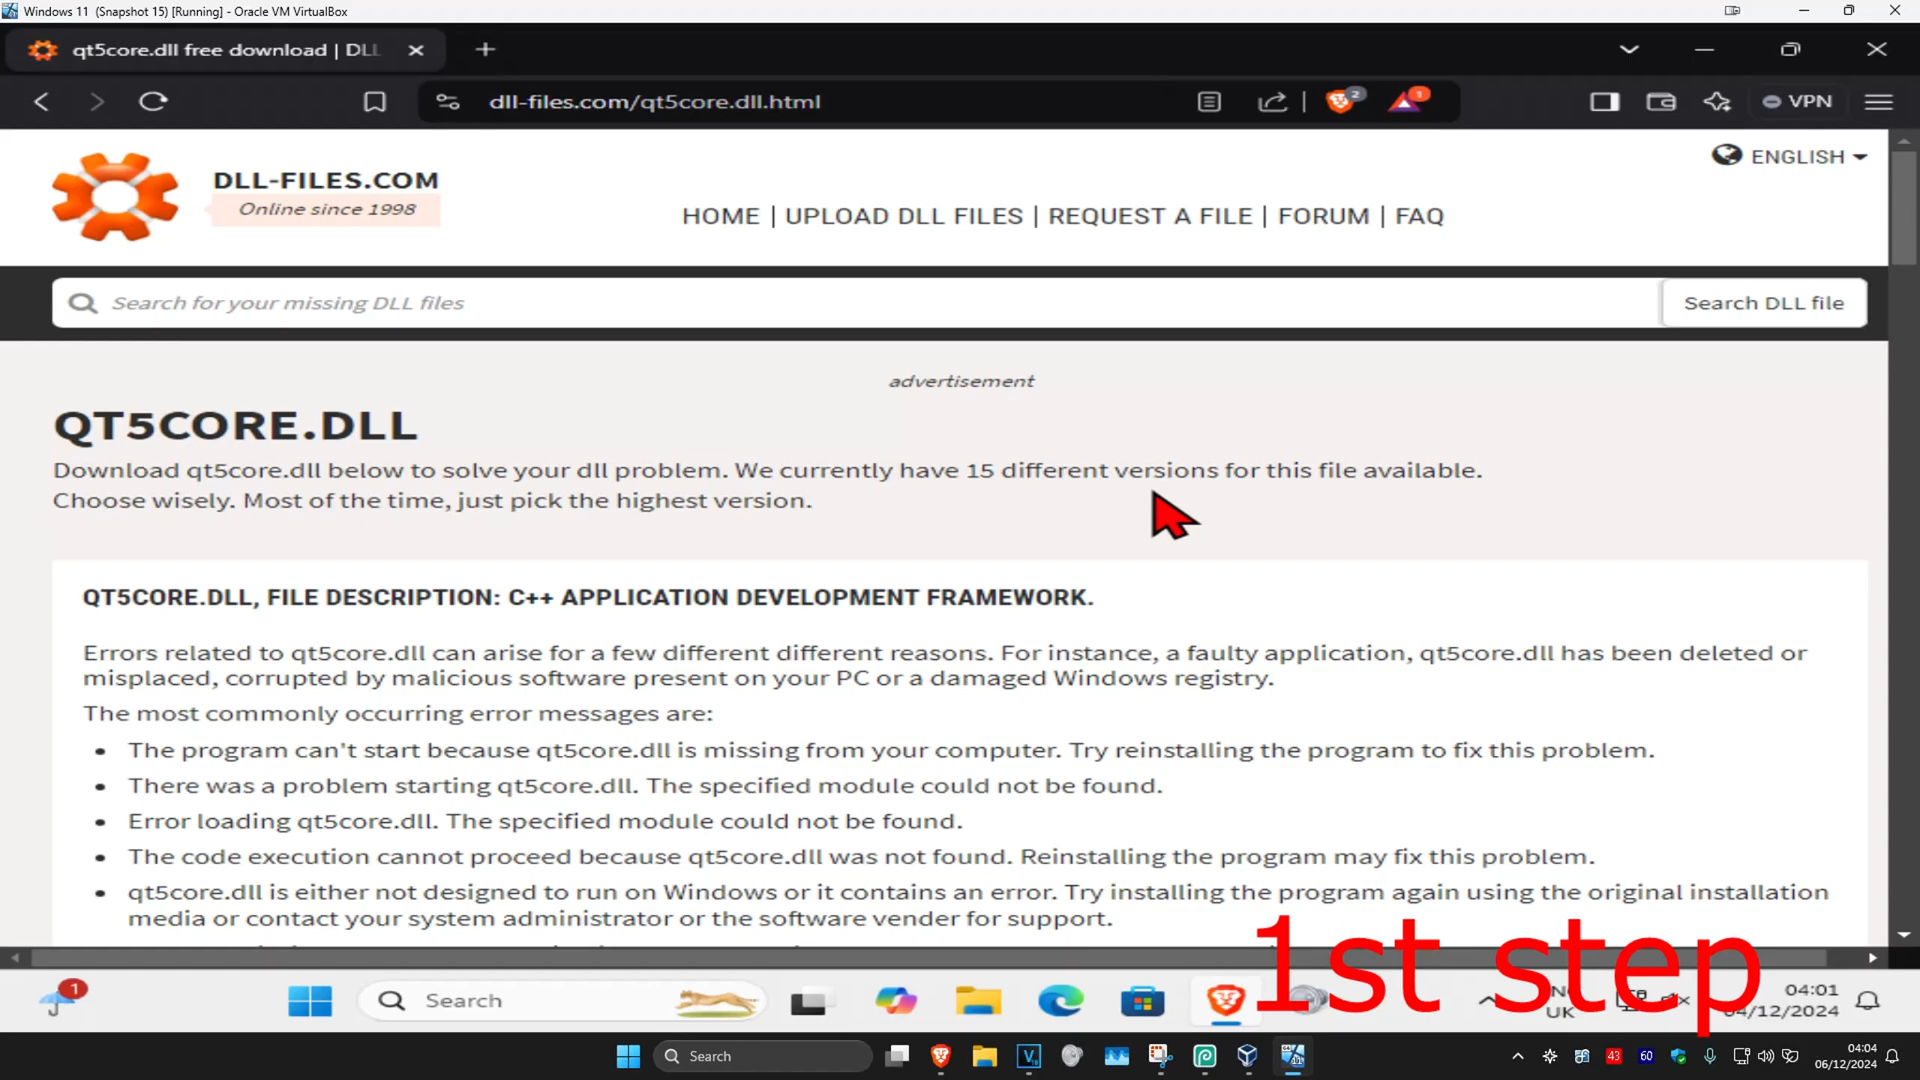 Windows 11 (Snapshot 15) [Running] - Oracle VM VirtualBox
qt5core.dll free download | DLL
dll-files.com/qt5core.dll.html
2
1
VPN
DLL-FILES.COM
Online since 1998
ENGLISH
HOME | UPLOAD DLL FILES | REQUEST A FILE | FORUM | FAQ
Search for your missing DLL files
Search DLL file
advertisement
QT5CORE.DLL
Download qt5core.dll below to solve your dll problem. We currently have 15 different versions for this file available.
Choose wisely. Most of the time, just pick the highest version.
QT5CORE.DLL, FILE DESCRIPTION: C++ APPLICATION DEVELOPMENT FRAMEWORK.
Errors related to qt5core.dll can arise for a few different different reasons. For instance, a faulty application, qt5core.dll has been deleted or
misplaced, corrupted by malicious software present on your PC or a damaged Windows registry.
The most commonly occurring error messages are:
• The program can't start because qt5core.dll is missing from your computer. Try reinstalling the program to fix this problem.
• There was a problem starting qt5core.dll. The specified module could not be found.
• Error loading qt5core.dll. The specified module could not be found.
• The code execution cannot proceed because qt5core.dll was not found. Reinstalling the program may fix this problem.
• qt5core.dll is either not designed to run on Windows or it contains an error. Try installing the program again using the original installation
media or contact your system administrator or the software vender for support.
1st step
1
Search
UK
04:01
04/12/2024
Search
43
60
04:04
06/12/2024